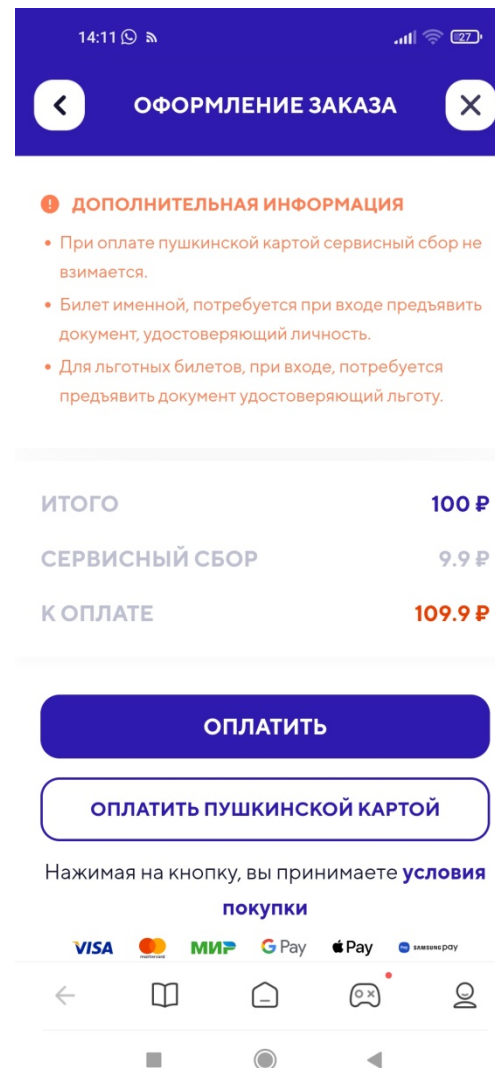 14:11
27
ОФОРМЛЕНИЕ ЗАКАЗА
ДОПОЛНИТЕЛЬНАЯ ИНФОРМАЦИЯ
• При оплате пушкинской картой сервисный сбор не
взимается.
• Билет именной, потребуется при входе предъявить
документ, удостоверяющий личность.
• Для льготных билетов, при входе, потребуется
предъявить документ удостоверяющий льготу.
ИТОГО 100 ₽
СЕРВИСНЫЙ СБОР 9.9 ₽
К ОПЛАТЕ 109.9 ₽
ОПЛАТИТЬ
ОПЛАТИТЬ ПУШКИНСКОЙ КАРТОЙ
Нажимая на кнопку, вы принимаете условия
покупки
VISA mastercard МИР G Pay Pay SAMSUNG pay